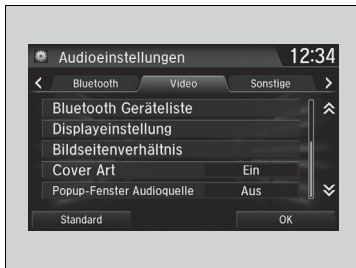 Audioeinstellungen 12:34
Bluetooth Video Sonstige
Bluetooth Geräteliste
Displayeinstellung
Bildseitenverhältnis
Cover Art Ein
Popup-Fenster Audioquelle Aus
Standard OK